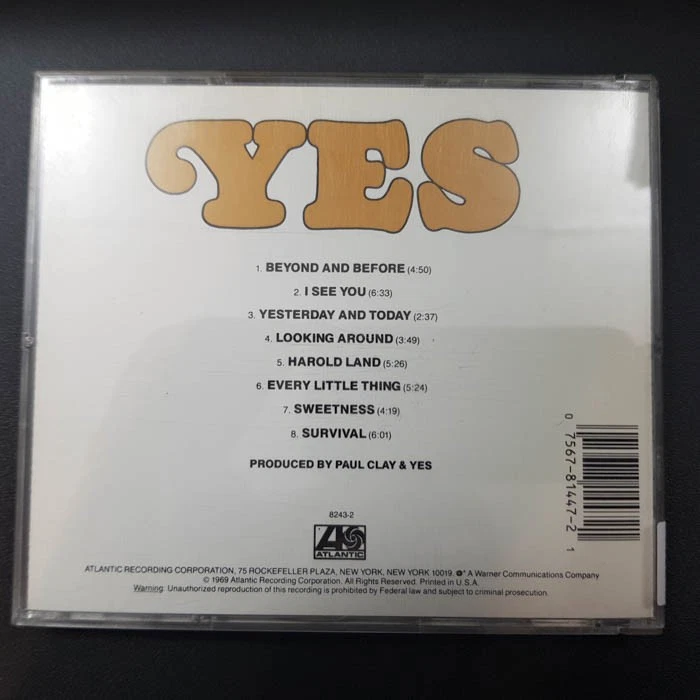 YES
1. BEYOND AND BEFORE (4:50)
2. I SEE YOU (6:33)
3. YESTERDAY AND TODAY (2:37)
4. LOOKING AROUND (3:49)
5. HAROLD LAND (5:26)
6. EVERY LITTLE THING (5:24)
7. SWEETNESS (4:19)
8. SURVIVAL (6:01)
PRODUCED BY PAUL CLAY & YES
8243-2
ATLANTIC
ATLANTIC RECORDING CORPORATION, 75 ROCKEFELLER PLAZA, NEW YORK, NEW YORK 10019. ℗* A Warner Communications Company
© 1969 Atlantic Recording Corporation. All Rights Reserved. Printed in U.S.A.
Warning: Unauthorized reproduction of this recording is prohibited by Federal law and subject to criminal prosecution.
0 7567-81447-2 1